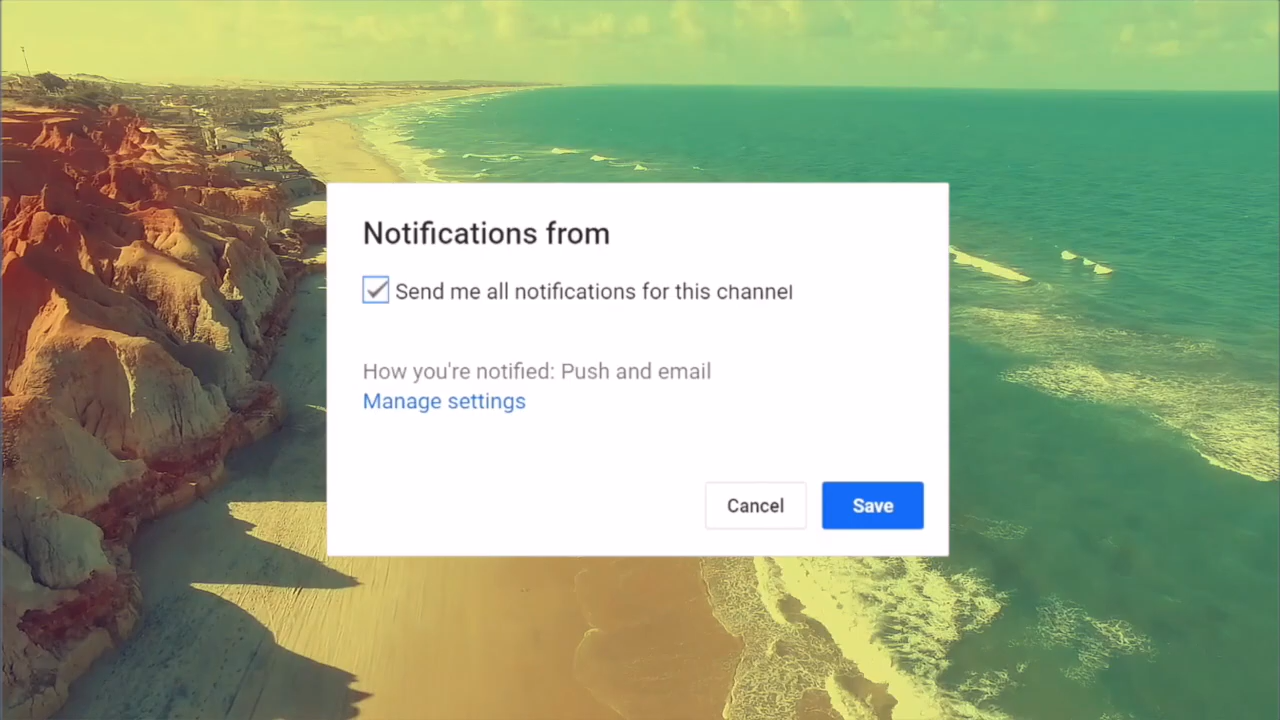 Notifications from
Send me all notifications for this channel
How you're notified: Push and email
Manage settings
Cancel
Save